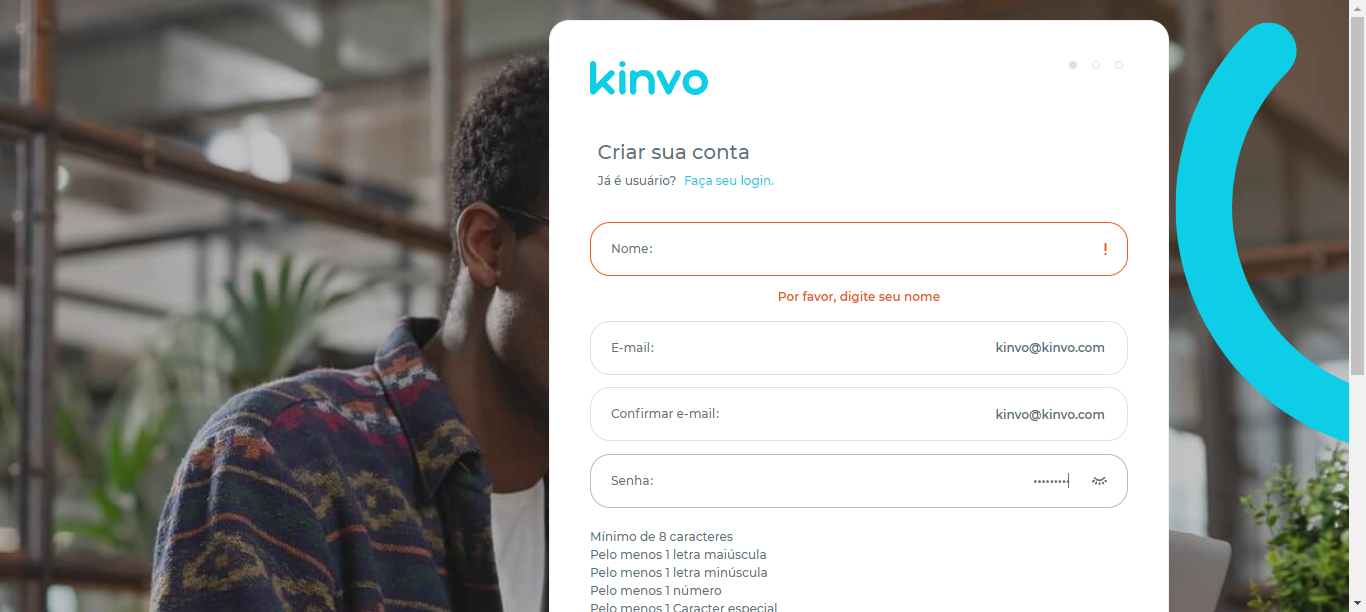 kinvo
Criar sua conta
Já é usuário? Faça seu login.
Nome: !
Por favor, digite seu nome
E-mail: kinvo@kinvo.com
Confirmar e-mail: kinvo@kinvo.com
Senha: •••••••••
Mínimo de 8 caracteres
Pelo menos 1 letra maiúscula
Pelo menos 1 letra minúscula
Pelo menos 1 número
Pelo menos 1 Caracter especial